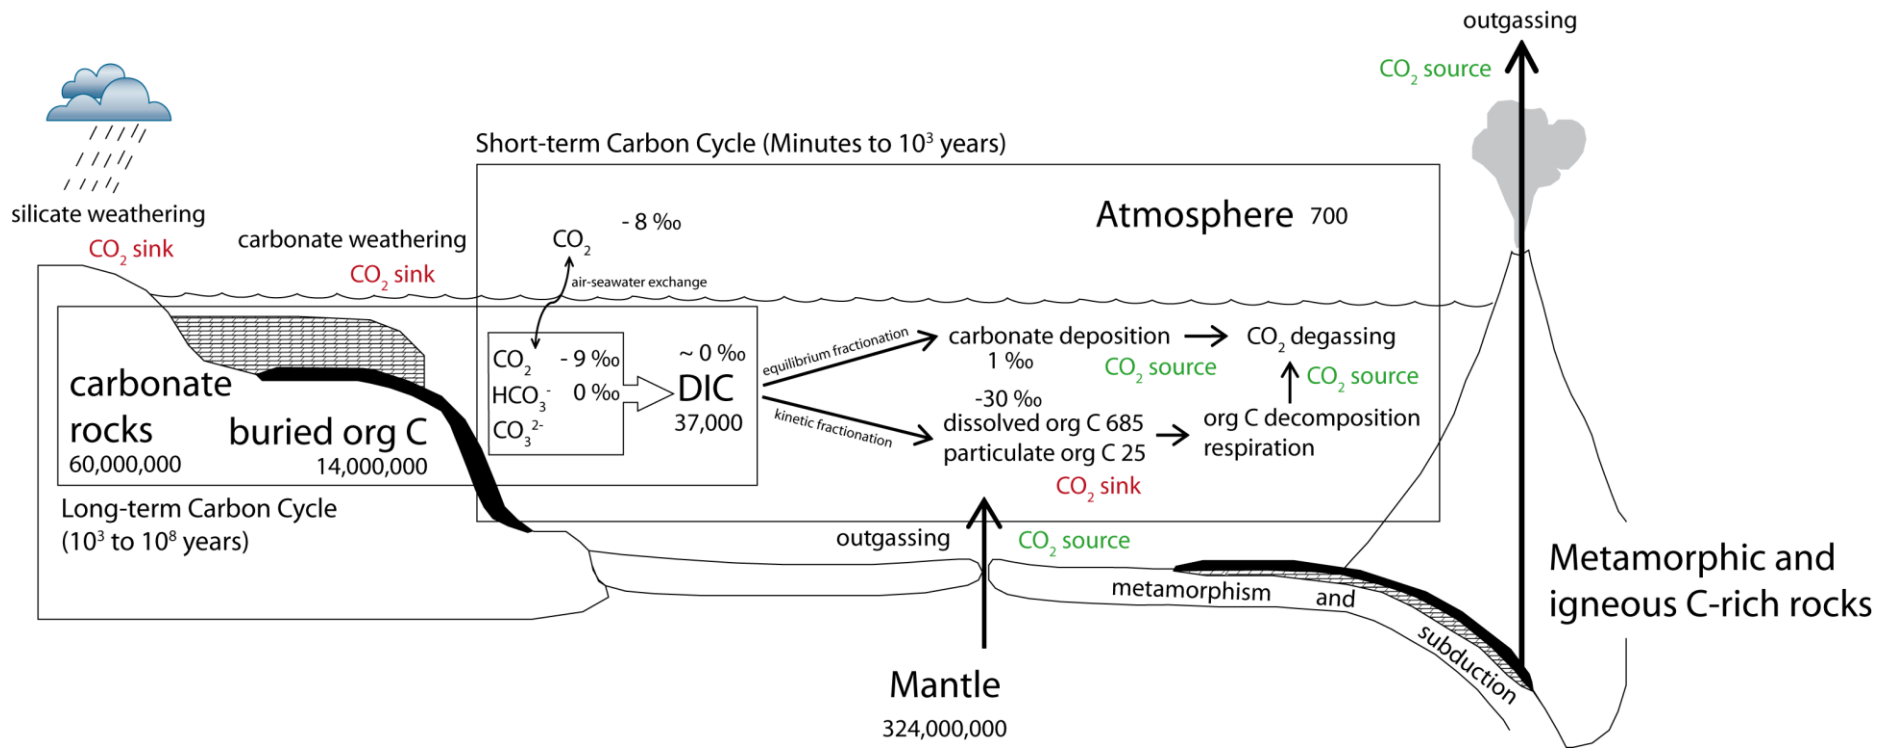 outgassing
CO₂ source
Short-term Carbon Cycle (Minutes to 10³ years)
silicate weathering
CO₂ sink
carbonate weathering
CO₂ sink
Atmosphere 700
- 8 ‰
CO₂
air-seawater exchange
CO₂ - 9 ‰
HCO₃⁻ 0 ‰
CO₃²⁻
~ 0 ‰
DIC
37,000
equilibrium fractionation
kinetic fractionation
carbonate deposition
1 ‰
CO₂ source
CO₂ degassing
CO₂ source
-30 ‰
dissolved org C 685
particulate org C 25
CO₂ sink
org C decomposition
respiration
carbonate
rocks
60,000,000
buried org C
14,000,000
Long-term Carbon Cycle
(10³ to 10⁸ years)
outgassing
CO₂ source
metamorphism and
subduction
Metamorphic and
igneous C-rich rocks
Mantle
324,000,000